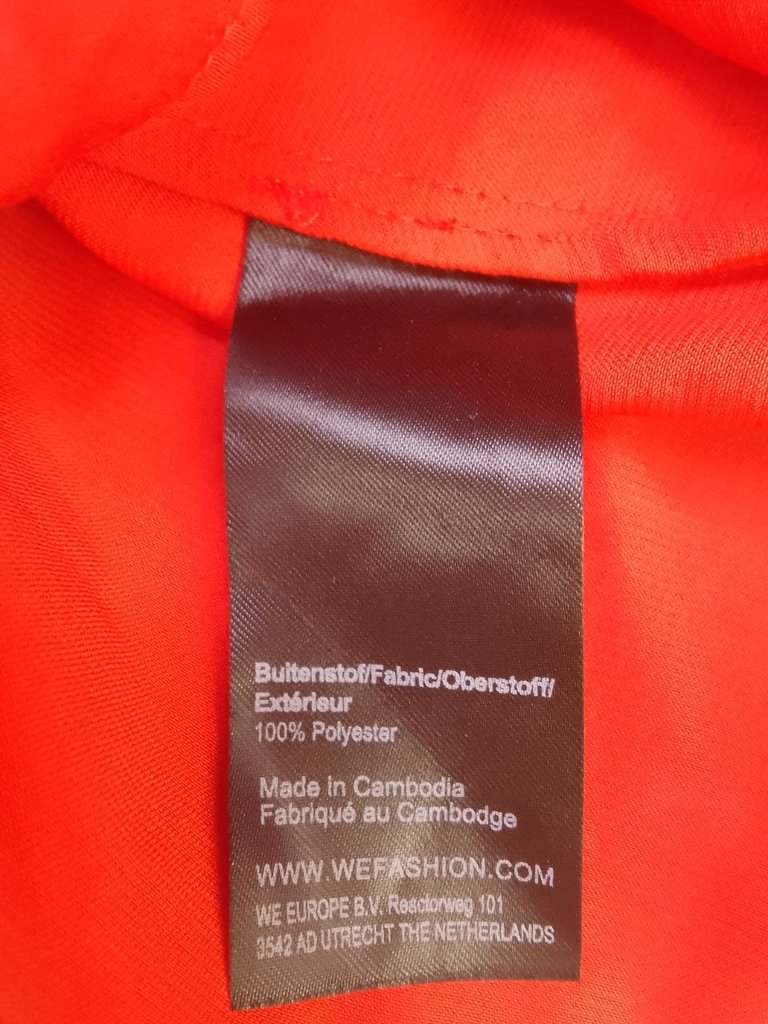 Buitenstof/Fabric/Oberstoff/
Extérieur
100% Polyester
Made in Cambodia
Fabriqué au Cambodge
WWW.WEFASHION.COM
WE EUROPE B.V. Reactorweg 101
3542 AD UTRECHT THE NETHERLANDS